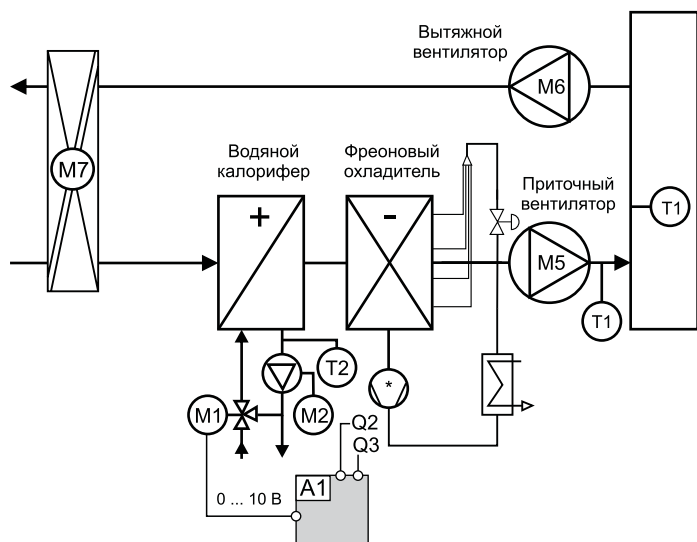 Вытяжной
вентилятор
M6
Водяной
калорифер
Фреоновый
охладитель
M7
Приточный
вентилятор
T1
+
-
M5
T1
T2
*
M1
M2
Q2
Q3
A1
0 ... 10 В